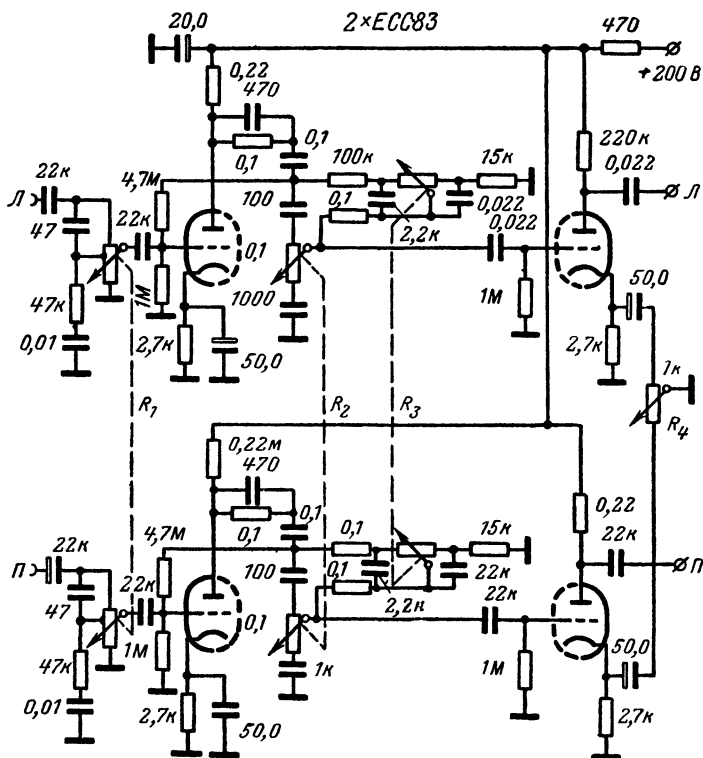 20,0
2×ECC83
470
+200 В
0,22
470
0,1
0,1
100к
15к
220к
0,022
Л
22к
Л
4,7М
22к
47
100
0,1
0,022
0,022
2,2к
0,1
1М
1000
1М
50,0
47к
0,01
2,7к
50,0
2,7к
1к
R₁
R₂
R₃
R₄
0,22м
470
0,1
0,1
0,1
15к
0,22
22к
П
22к
П
4,7М
22к
47
100
0,1
22к
22к
2,2к
0,1
1М
1к
1М
50,0
47к
0,01
2,7к
50,0
2,7к